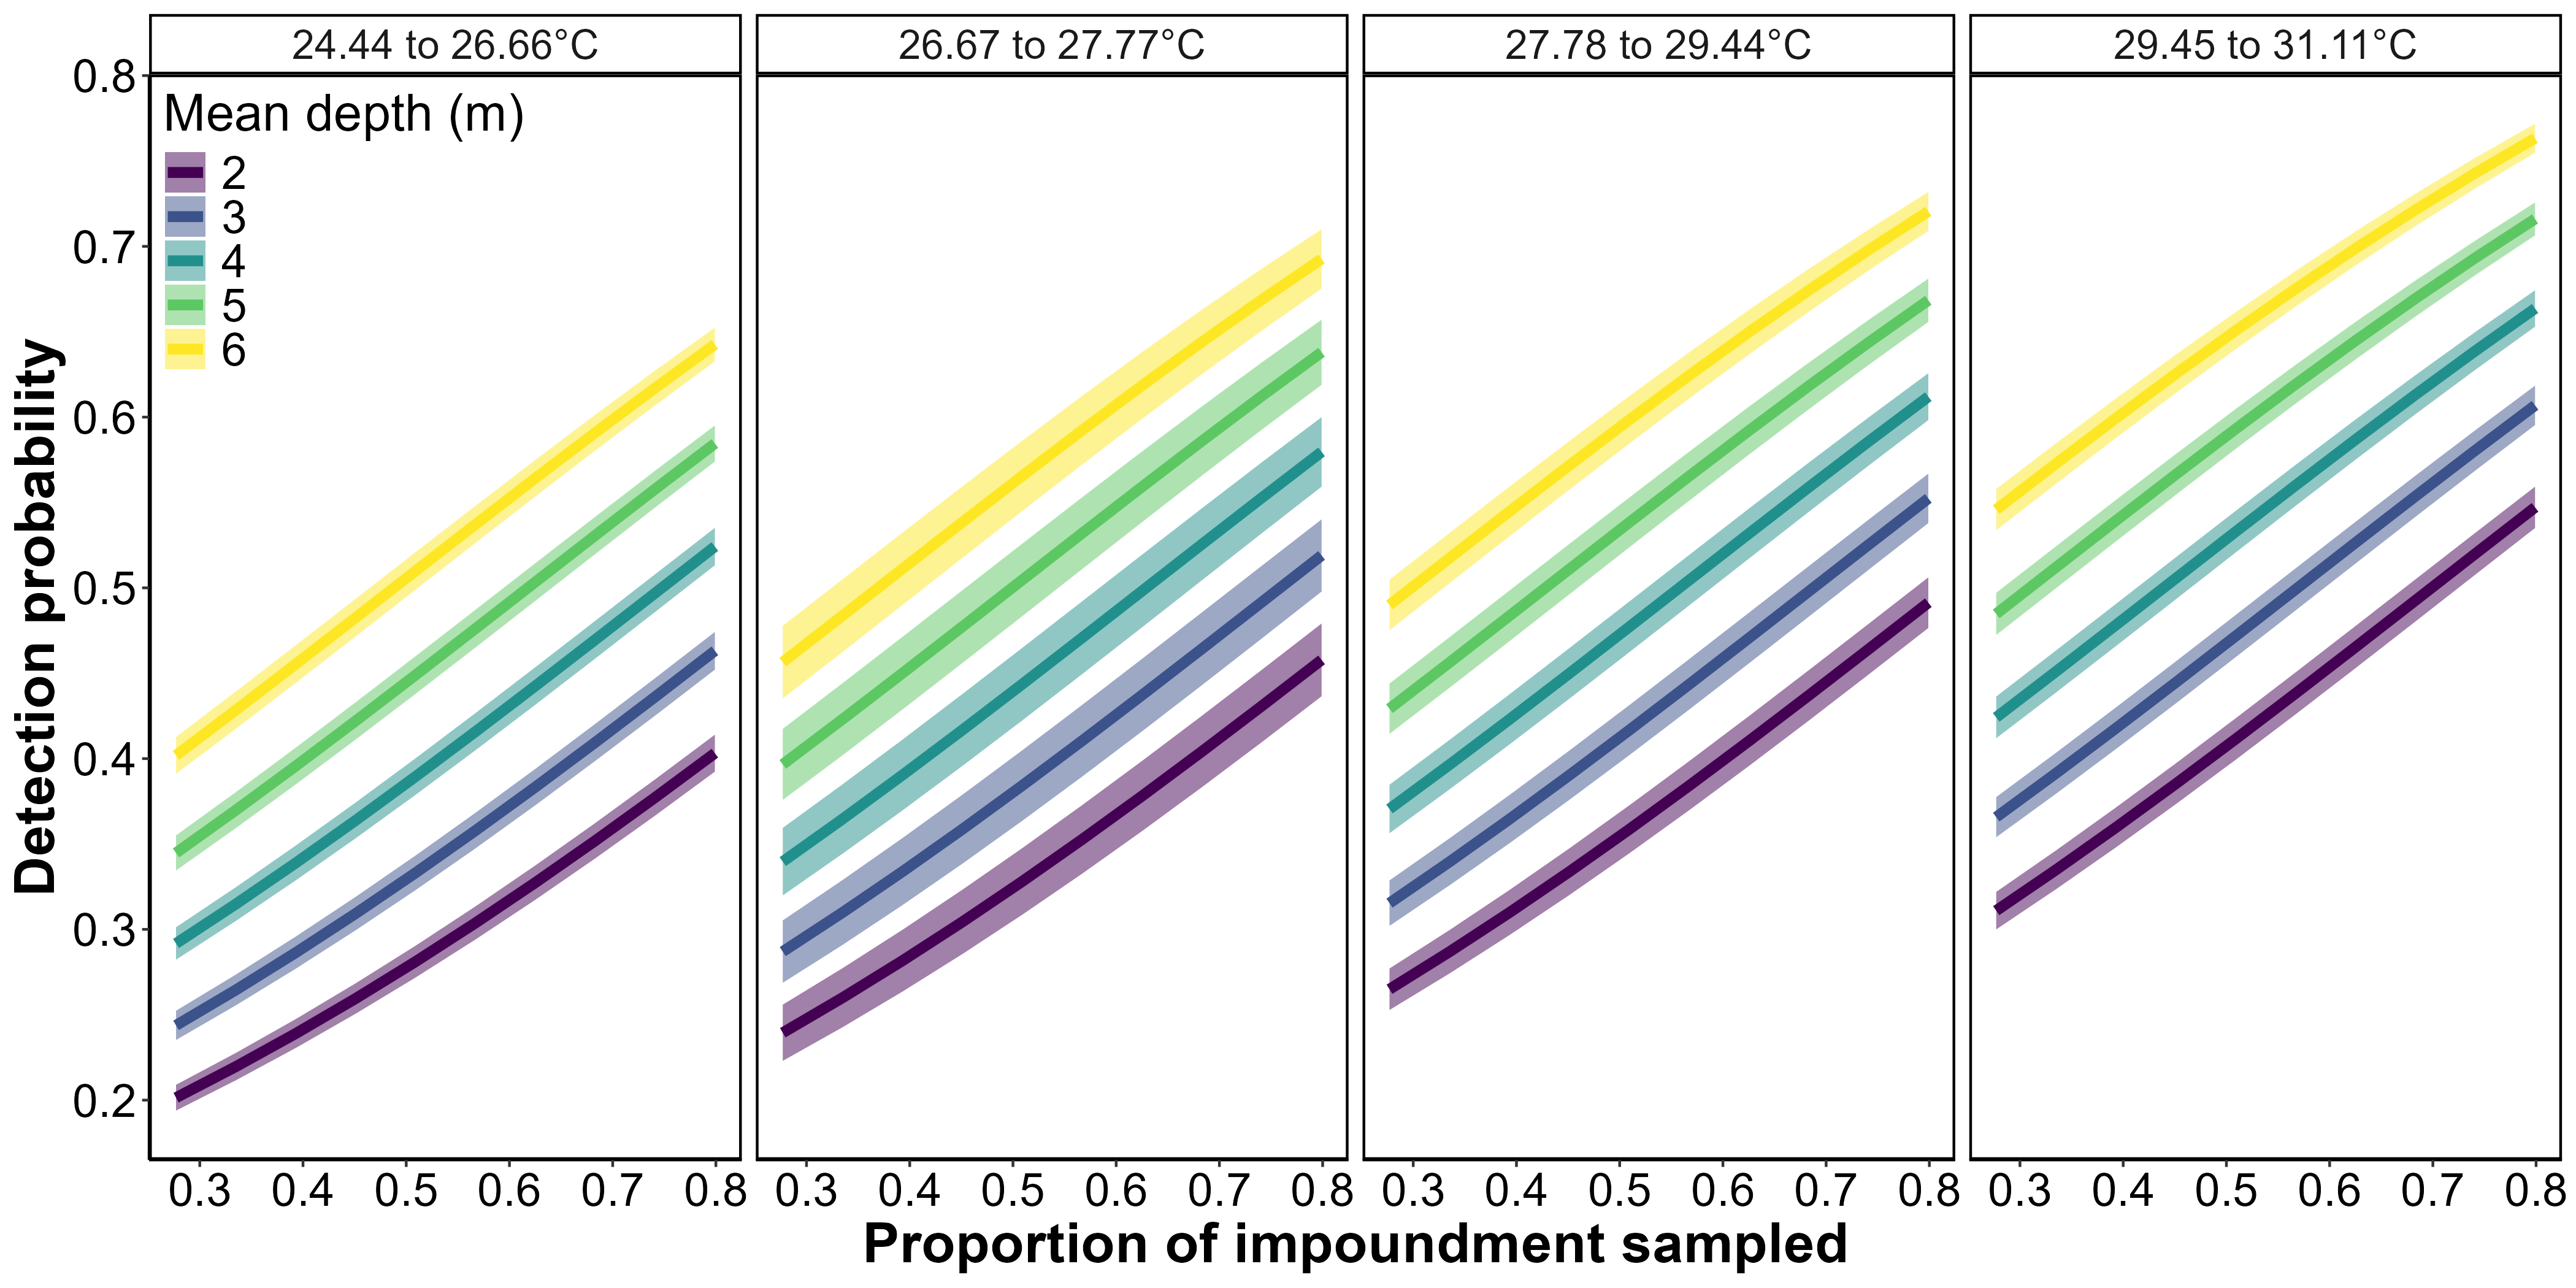 24.44 to 26.66°C
26.67 to 27.77°C
27.78 to 29.44°C
29.45 to 31.11°C
Mean depth (m)
2
3
4
5
6
Detection probability
0.8
0.7
0.6
0.5
0.4
0.3
0.2
0.3 0.4 0.5 0.6 0.7 0.8
0.3 0.4 0.5 0.6 0.7 0.8
0.3 0.4 0.5 0.6 0.7 0.8
0.3 0.4 0.5 0.6 0.7 0.8
Proportion of impoundment sampled